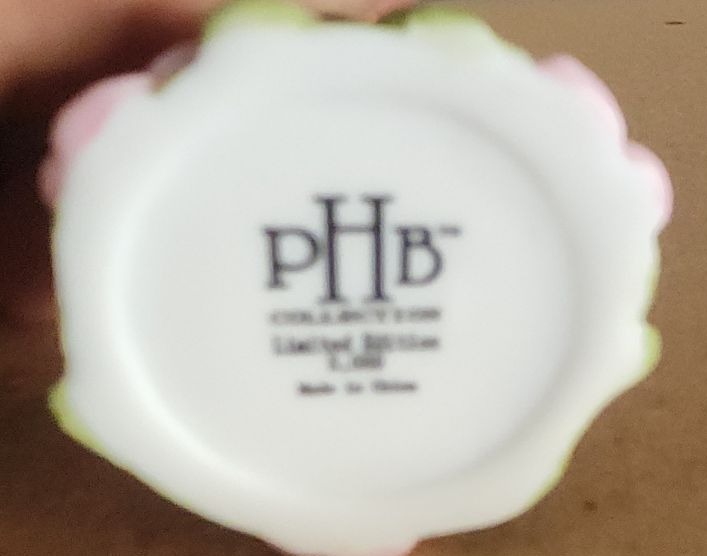 PHB™
COLLECTION
Limited Edition
Made in China